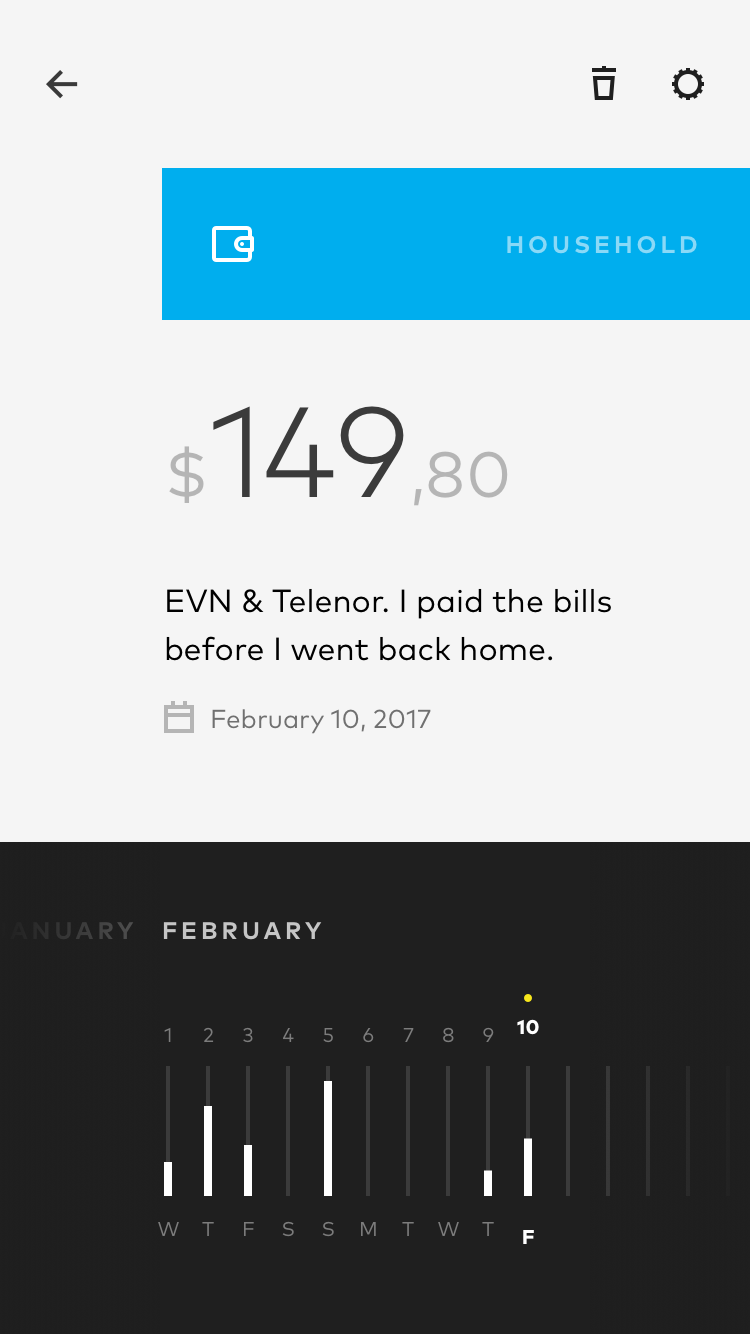 HOUSEHOLD
$149,80
EVN & Telenor. I paid the bills
before I went back home.
February 10, 2017
ANUARY FEBRUARY
1 2 3 4 5 6 7 8 9 10
W T F S S M T W T F